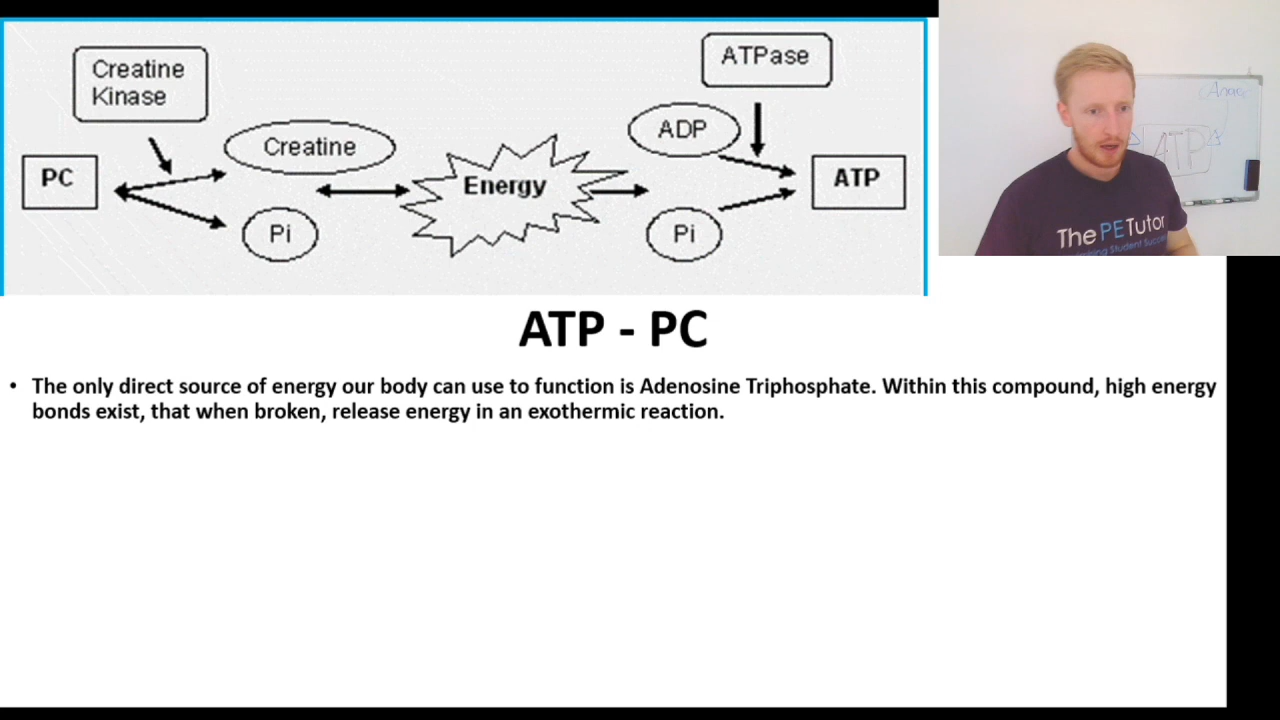 Creatine
Kinase
ATPase
Creatine
ADP
PC
Energy
ATP
Pi
Pi
ATP
The PE Tutor
ATP - PC
• The only direct source of energy our body can use to function is Adenosine Triphosphate. Within this compound, high energy
bonds exist, that when broken, release energy in an exothermic reaction.